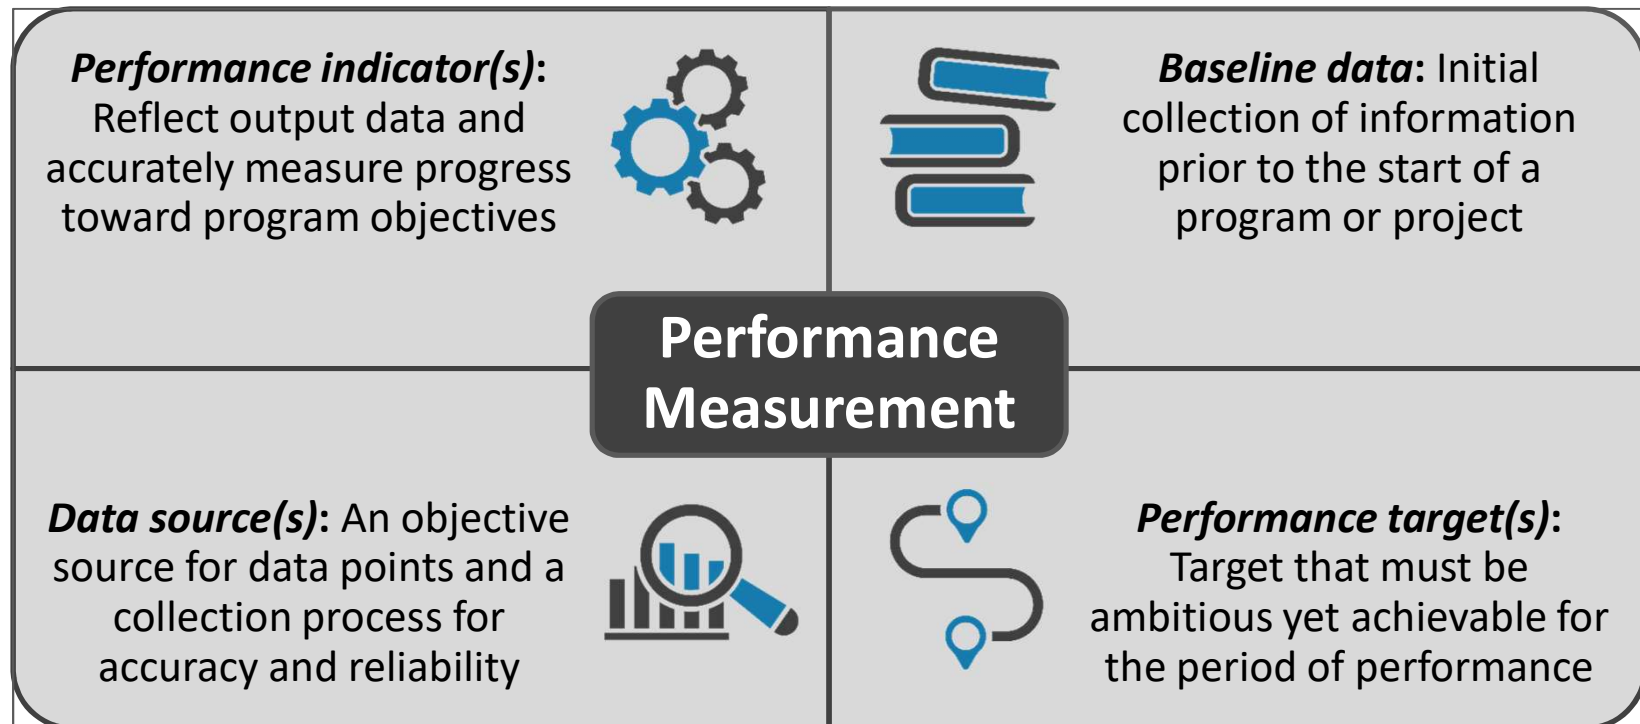 Performance indicator(s):
Reflect output data and
accurately measure progress
toward program objectives
Baseline data: Initial
collection of information
prior to the start of a
program or project
Performance
Measurement
Data source(s): An objective
source for data points and a
collection process for
accuracy and reliability
Performance target(s):
Target that must be
ambitious yet achievable for
the period of performance